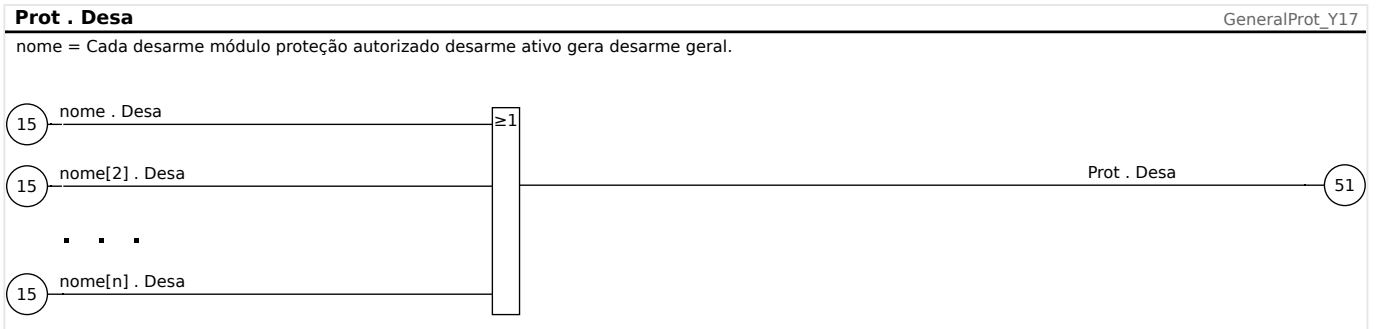 Prot . Desa
GeneralProt_Y17
nome = Cada desarme módulo proteção autorizado desarme ativo gera desarme geral.
nome . Desa
15
≥1
nome[2] . Desa
15
Prot . Desa
51
. . .
nome[n] . Desa
15